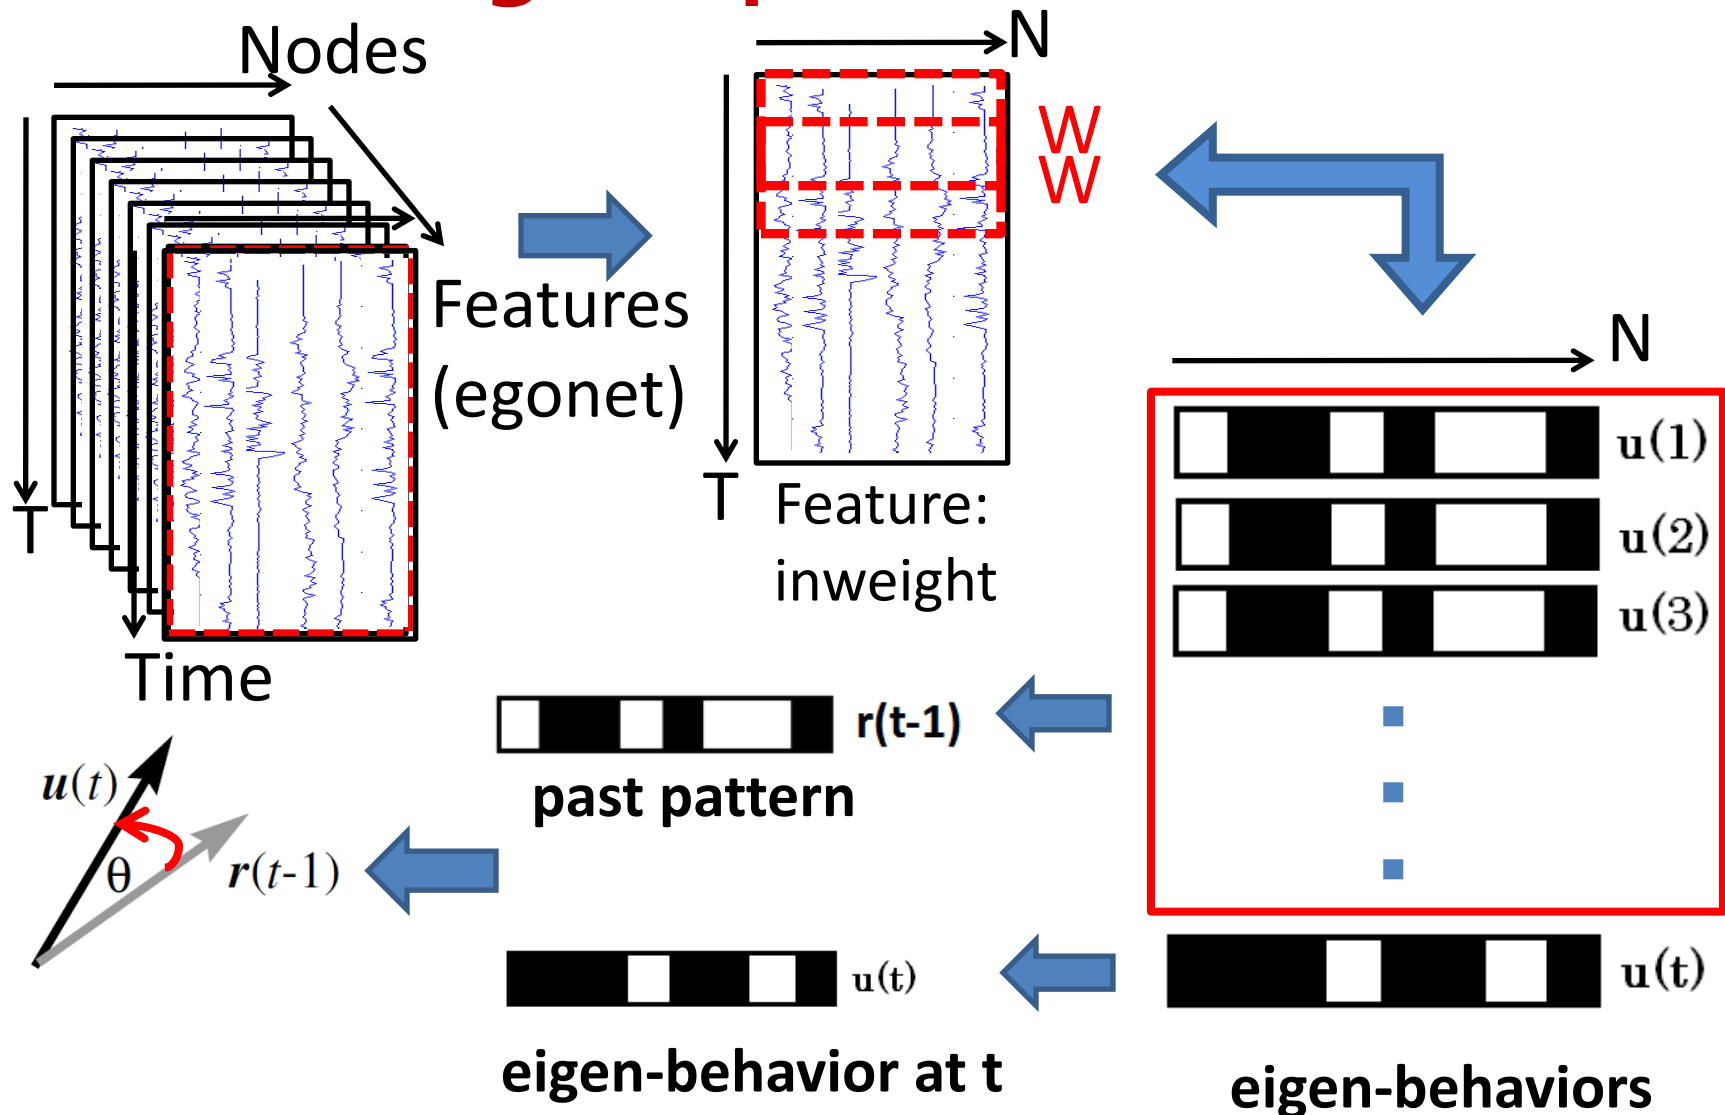 Nodes
N
W
W
Features
(egonet)
T
Time
T
Feature:
inweight
N
u(1)
u(2)
u(3)
r(t-1)
past pattern
u(t)
θ
r(t-1)
u(t)
eigen-behavior at t
u(t)
eigen-behaviors